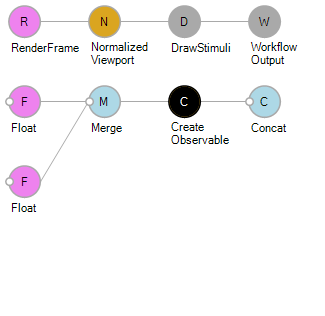 R
N
D
W
RenderFrame
Normalized
Viewport
DrawStimuli
Workflow
Output
F
M
C
C
Float
Merge
Create
Observable
Concat
F
Float